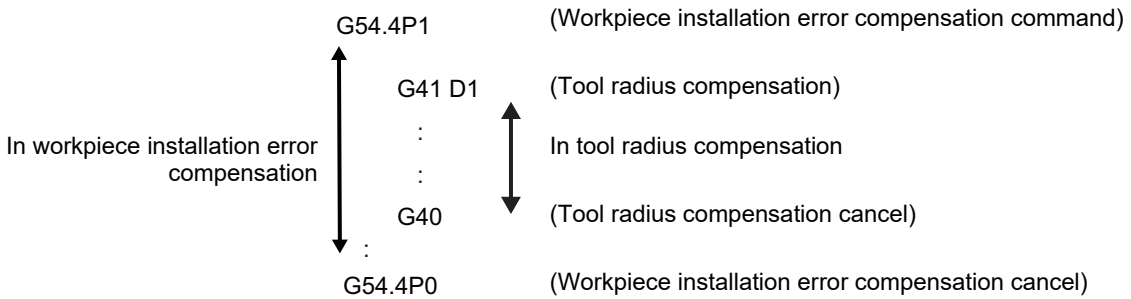 G54.4P1 (Workpiece installation error compensation command)
G41 D1 (Tool radius compensation)
In workpiece installation error
compensation
:
In tool radius compensation
:
G40 (Tool radius compensation cancel)
:
G54.4P0 (Workpiece installation error compensation cancel)